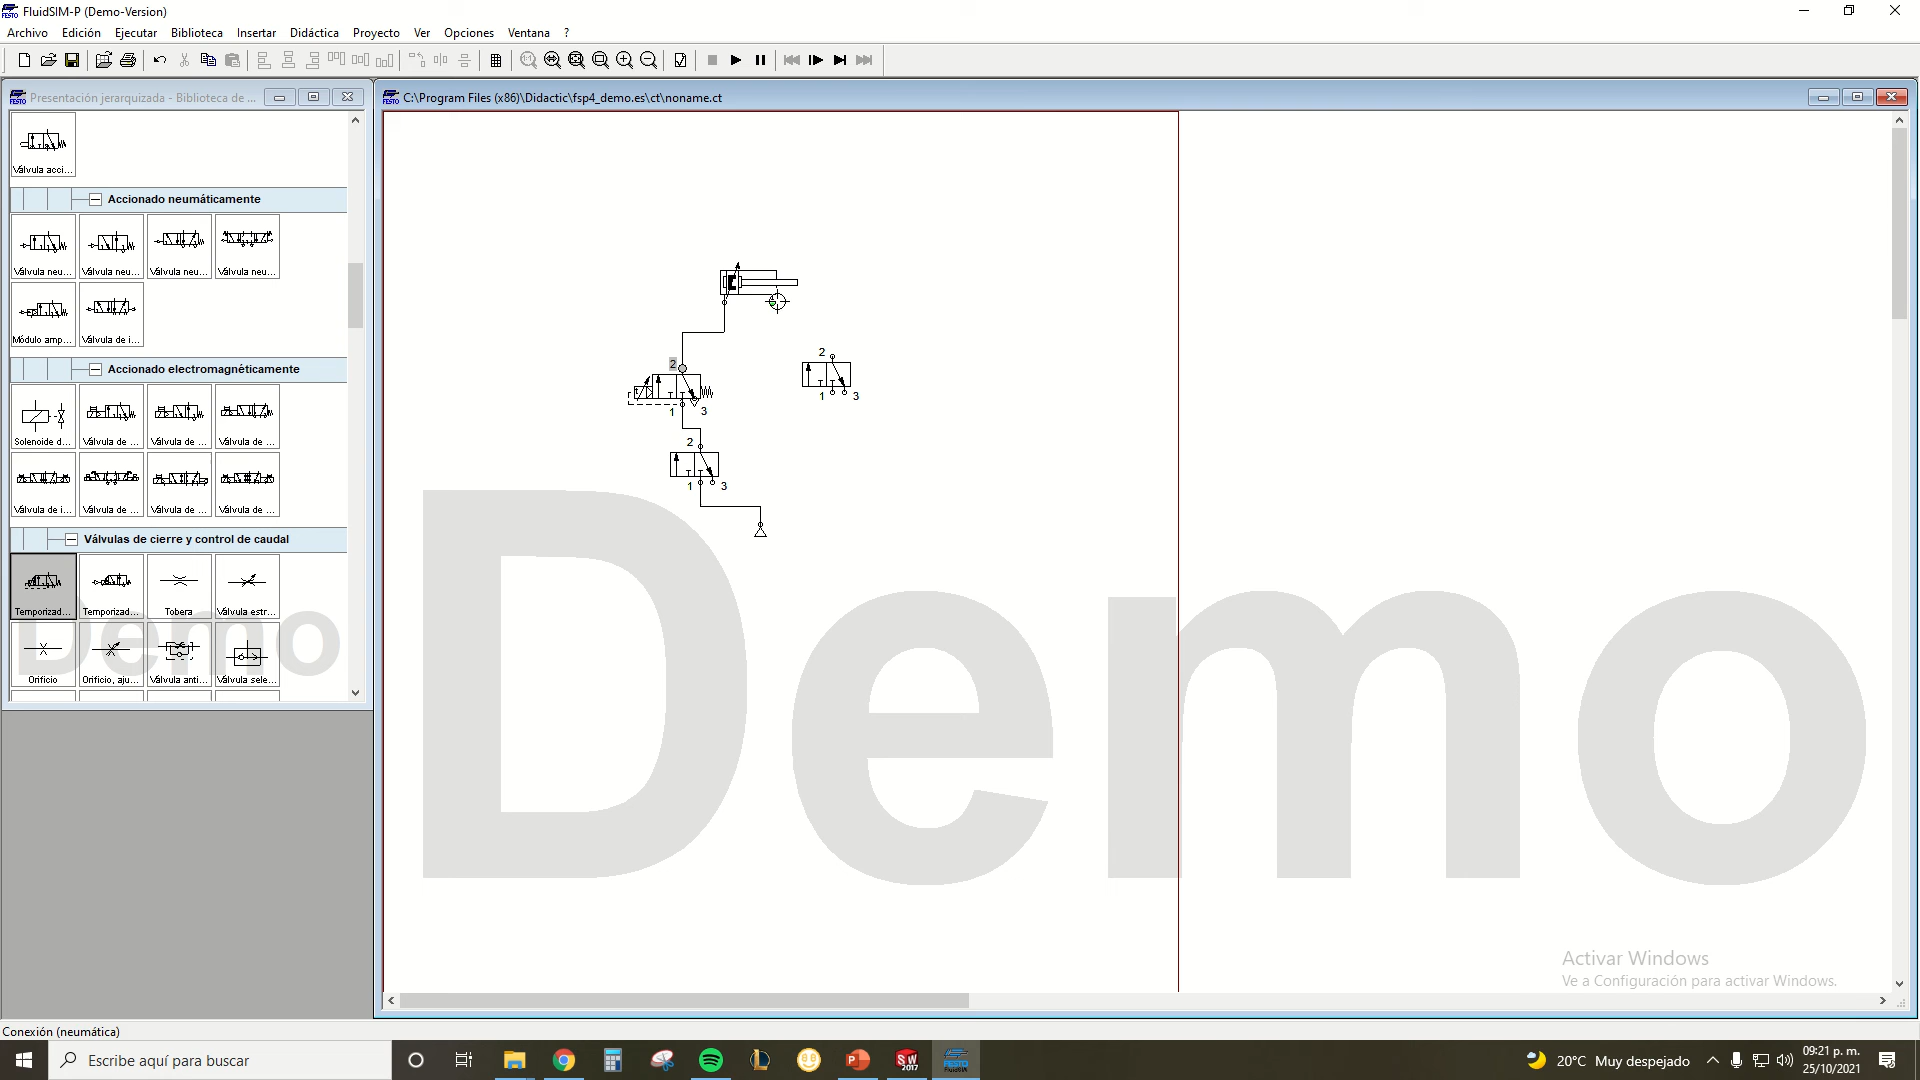 FluidSIM-P (Demo-Version)
Archivo Edición Ejecutar Biblioteca Insertar Didáctica Proyecto Ver Opciones Ventana ?
Presentación jerarquizada - Biblioteca de ...
C:\Program Files (x86)\Didactic\fsp4_demo.es\ct\noname.ct
Válvula acci...
Accionado neumáticamente
Válvula neu... Válvula neu... Válvula neu... Válvula neu...
Módulo amp... Válvula de i...
Accionado electromagnéticamente
Solenoide d... Válvula de ... Válvula de ... Válvula de ...
Válvula de i... Válvula de ... Válvula de ... Válvula de ...
Válvulas de cierre y control de caudal
Temporizad... Temporizad... Tobera Válvula estr...
Orificio Orificio, aju... Válvula anti... Válvula sele...
Demo
2
1 3
2
1 3
2
1 3
Demo
Activar Windows
Ve a Configuración para activar Windows.
Conexión (neumática)
Escribe aquí para buscar
20°C Muy despejado
09:21 p. m.
25/10/2021